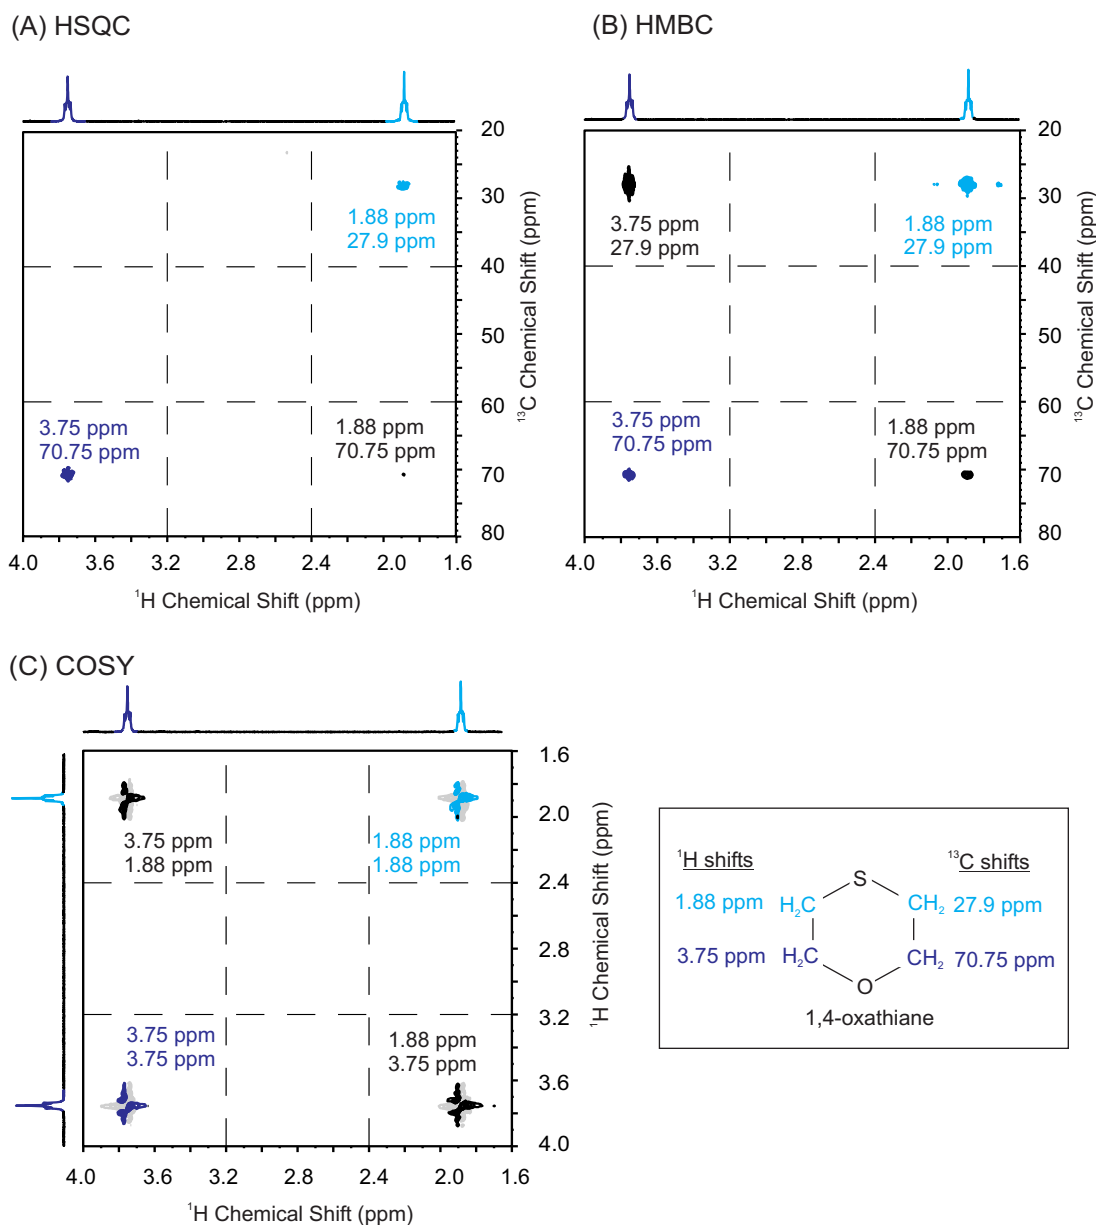 (A) HSQC
20
30
1.88 ppm
27.9 ppm
40
50
60
3.75 ppm
70.75 ppm
1.88 ppm
70.75 ppm
70
80
¹³C Chemical Shift (ppm)
4.0 3.6 3.2 2.8 2.4 2.0 1.6
¹H Chemical Shift (ppm)
(B) HMBC
20
30
3.75 ppm
27.9 ppm
1.88 ppm
27.9 ppm
40
50
60
3.75 ppm
70.75 ppm
1.88 ppm
70.75 ppm
70
80
¹³C Chemical Shift (ppm)
4.0 3.6 3.2 2.8 2.4 2.0 1.6
¹H Chemical Shift (ppm)
(C) COSY
1.6
2.0
3.75 ppm
1.88 ppm
1.88 ppm
1.88 ppm
2.4
2.8
3.2
3.75 ppm
3.75 ppm
1.88 ppm
3.75 ppm
3.6
4.0
¹H Chemical Shift (ppm)
4.0 3.6 3.2 2.8 2.4 2.0 1.6
¹H Chemical Shift (ppm)
¹H shifts ¹³C shifts
S
1.88 ppm H₂C CH₂ 27.9 ppm
3.75 ppm H₂C CH₂ 70.75 ppm
O
1,4-oxathiane